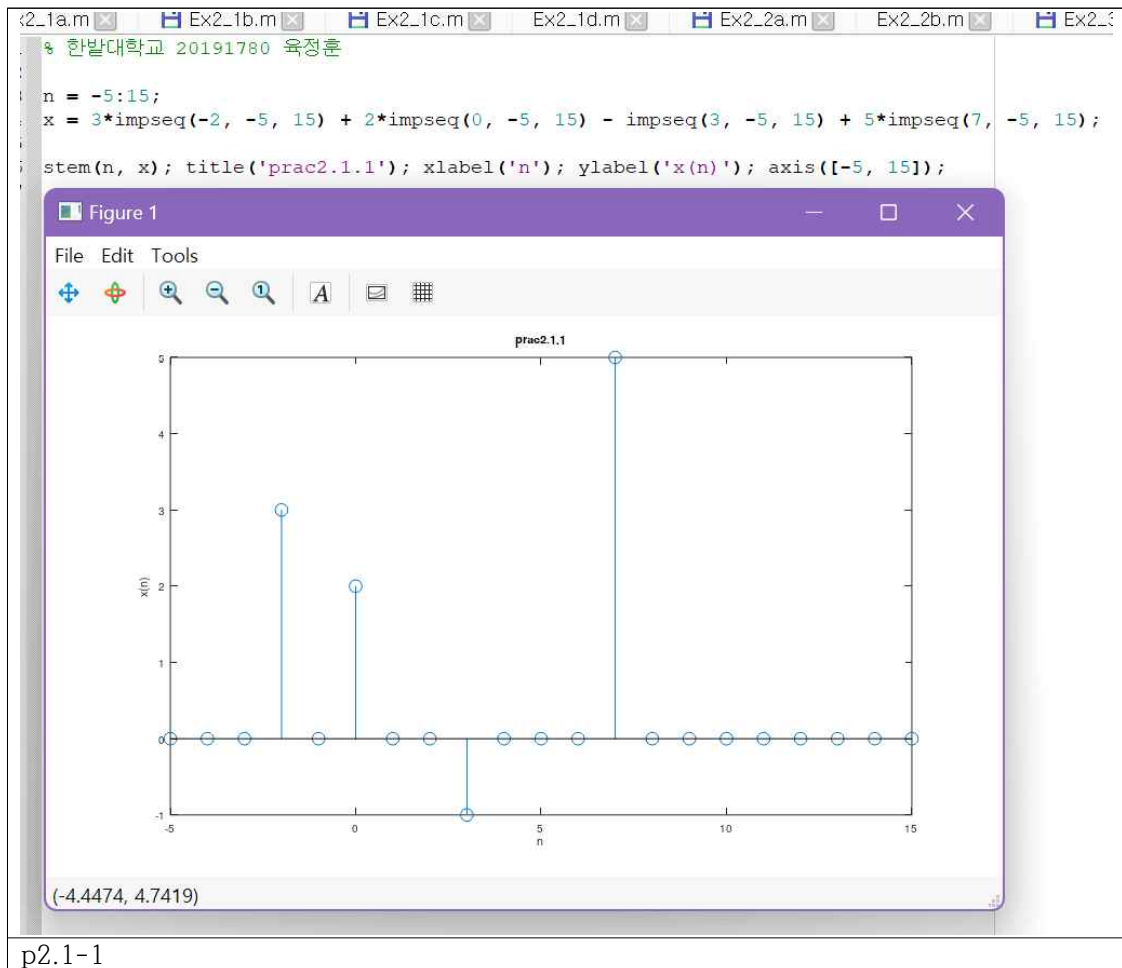 x2_1a.m Ex2_1b.m Ex2_1c.m Ex2_1d.m Ex2_2a.m Ex2_2b.m Ex2_3
% 한밭대학교 20191780 육정훈
n = -5:15;
x = 3*impseq(-2, -5, 15) + 2*impseq(0, -5, 15) - impseq(3, -5, 15) + 5*impseq(7, -5, 15);
stem(n, x); title('prac2.1.1'); xlabel('n'); ylabel('x(n)'); axis([-5, 15]);
Figure 1
File Edit Tools
A
prac2.1.1
5
4
3
2
1
0
-1
x(n)
-5 0 5 10 15
n
(-4.4474, 4.7419)
p2.1-1